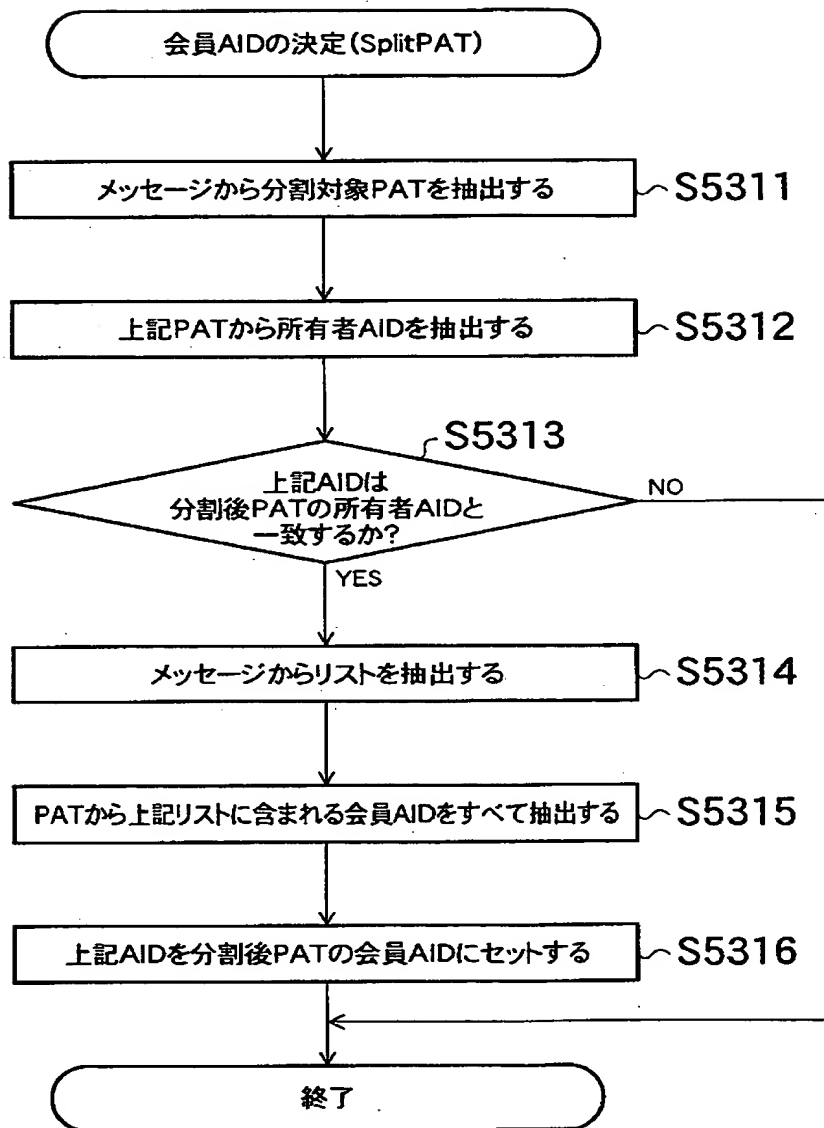 会員AIDの決定(SplitPAT)
メッセージから分割対象PATを抽出する
S5311
上記PATから所有者AIDを抽出する
S5312
S5313
上記AIDは
分割後PATの所有者AIDと
一致するか?
NO
YES
メッセージからリストを抽出する
S5314
PATから上記リストに含まれる会員AIDをすべて抽出する
S5315
上記AIDを分割後PATの会員AIDにセットする
S5316
終了